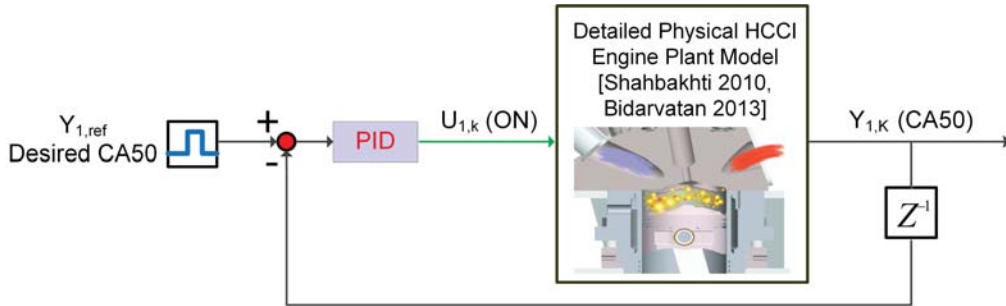 Detailed Physical HCCI
Engine Plant Model
[Shahbakhti 2010,
Bidarvatan 2013]
Y1,ref
Desired CA50
+
-
PID
U1,k (ON)
Y1,K (CA50)
Z-1